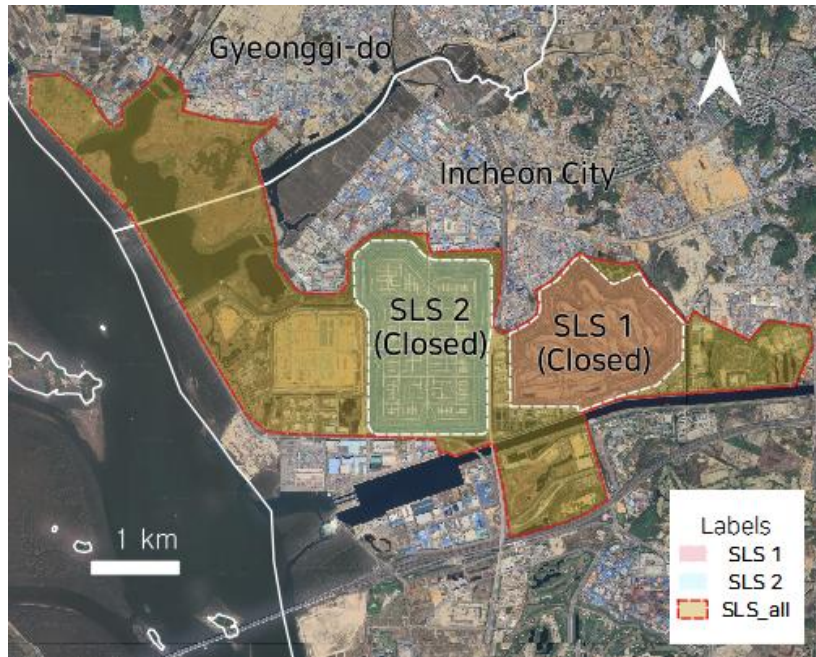 Gyeonggi-do
N
Incheon City
SLS 2
(Closed)
SLS 1
(Closed)
1 km
Labels
SLS 1
SLS 2
SLS_all